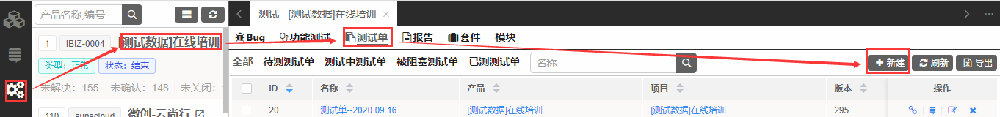 产品名称,编号
1 IBIZ-0004 [测试数据]在线培训
类型：正常 状态：结束
未解决：155 未确认：148 未关闭：
110 sunscloud 微创-云尚行
测试 - [测试数据]在线培训
Bug 功能测试 测试单 报告 套件 模块
全部 待测测试单 测试中测试单 被阻塞测试单 已测测试单 名称 新建 刷新 导出
ID 名称 产品 项目 版本 操作
20 测试单--2020.09.16 [测试数据]在线培训 [测试数据]在线培训 295